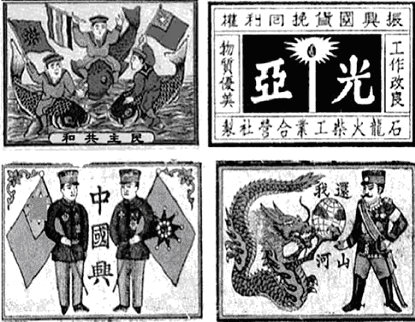 民主共和
振興國貨挽回利權
工作改良
光亞
物質優美
石龍火柴工業合營社製
中國興
還我
河山